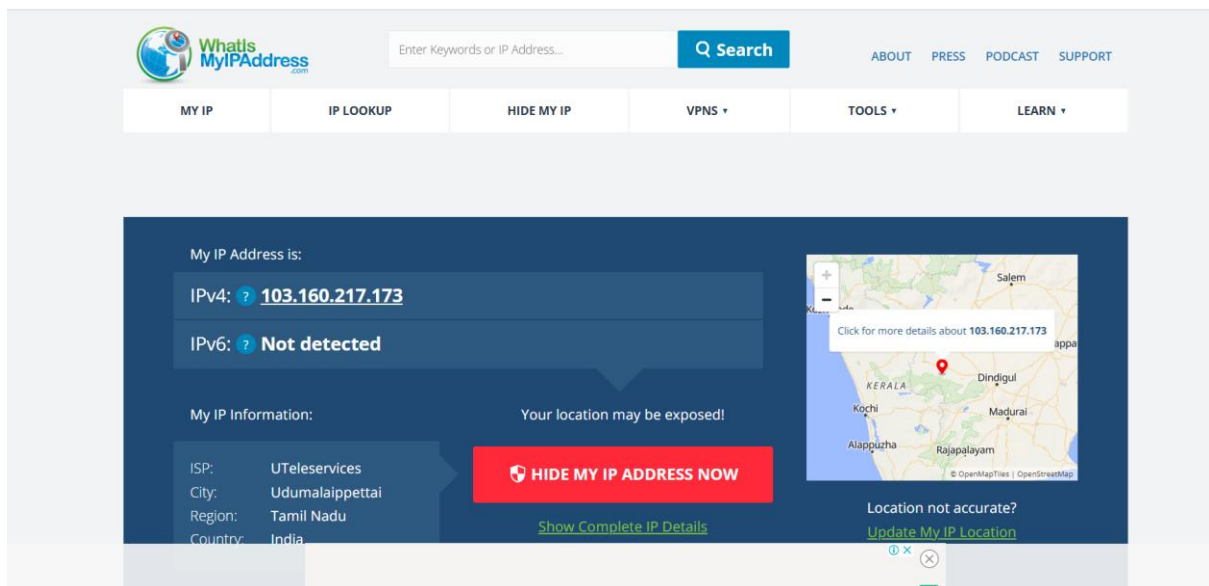 WhatIs
MyIPAddress
.com
Enter Keywords or IP Address...
Search
ABOUT PRESS PODCAST SUPPORT
MY IP IP LOOKUP HIDE MY IP VPNS ▾ TOOLS ▾ LEARN ▾
My IP Address is:
IPv4: ? 103.160.217.173
IPv6: ? Not detected
My IP Information:
ISP: UTeleservices
City: Udumalaippettai
Region: Tamil Nadu
Country: India
Your location may be exposed!
HIDE MY IP ADDRESS NOW
Show Complete IP Details
+
−
Salem
Click for more details about 103.160.217.173
appa
KERALA
Dindigul
Kochi
Madurai
Alappuzha
Rajapalayam
© OpenMapTiles | OpenStreetMap
Location not accurate?
Update My IP Location